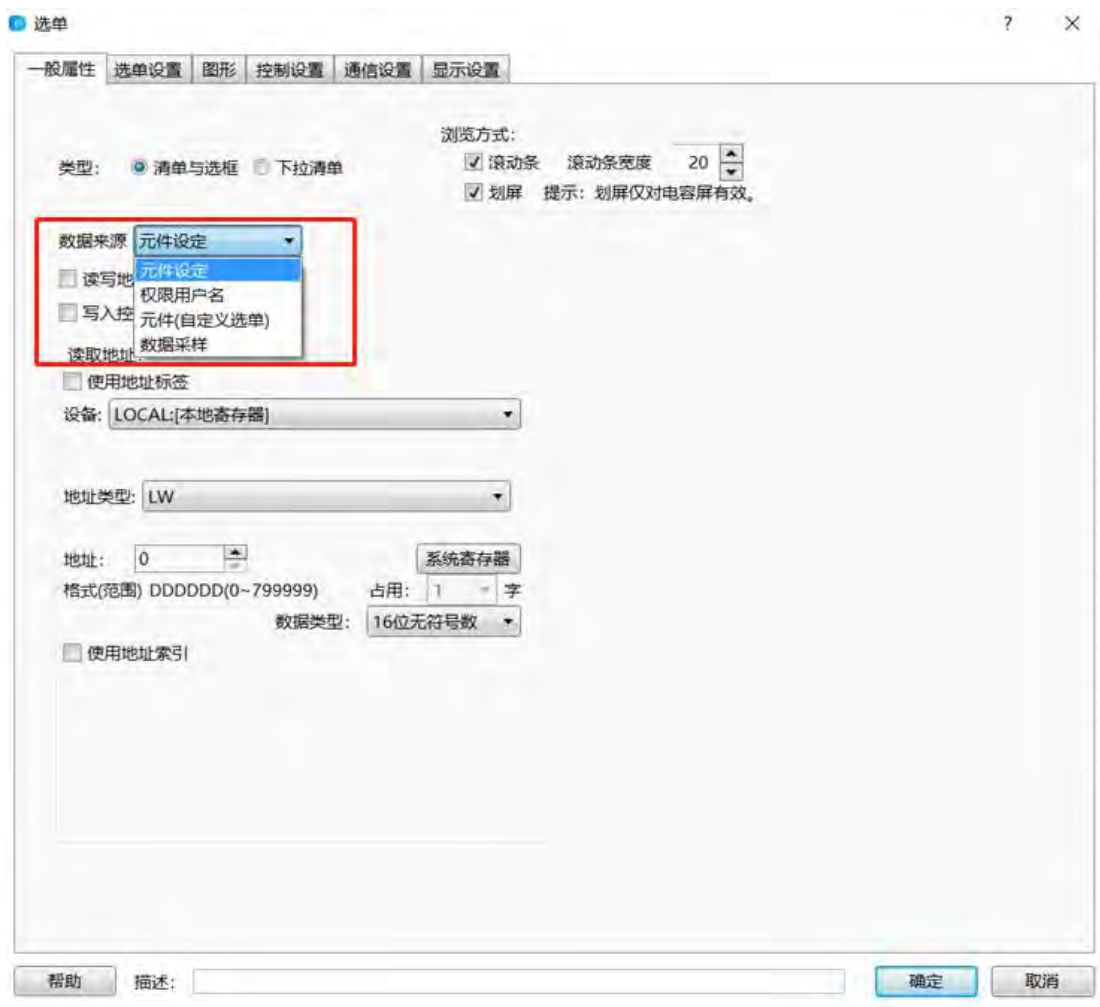 选单 ?
一般属性 选单设置 图形 控制设置 通信设置 显示设置
浏览方式：
类型： 清单与选框 下拉清单
滚动条 滚动条宽度 20
划屏 提示：划屏仅对电容屏有效。
数据来源 元件设定
元件设定
读写地
权限用户名
写入控
元件(自定义选单)
数据采样
读取地址
使用地址标签
设备: LOCAL:[本地寄存器]
地址类型: LW
地址： 0 系统寄存器
格式(范围) DDDDDD(0~799999) 占用： 1 字
数据类型： 16位无符号数
使用地址索引
帮助 描述： 确定 取消